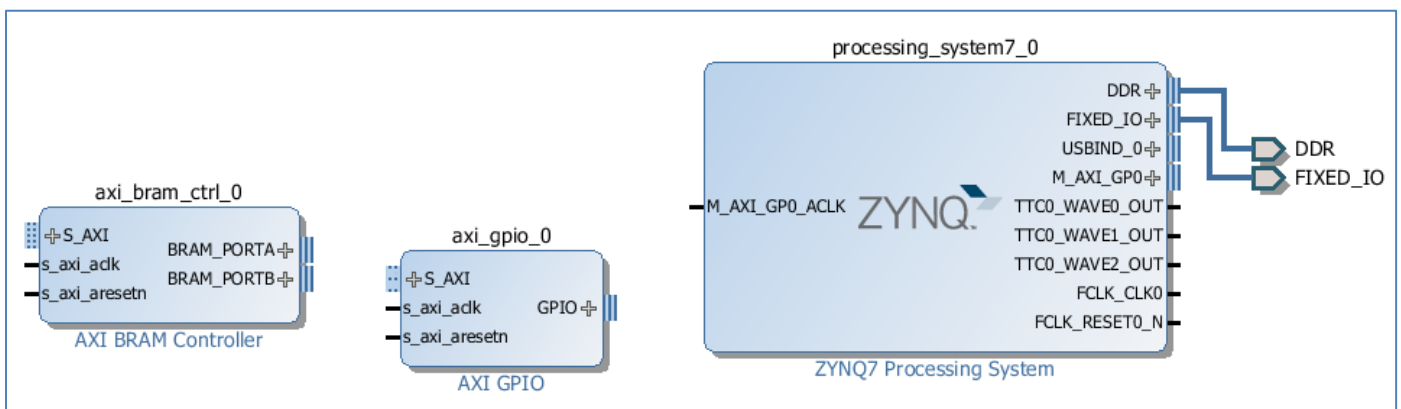 axi_bram_ctrl_0
S_AXI
s_axi_aclk
s_axi_aresetn
BRAM_PORTA
BRAM_PORTB
AXI BRAM Controller
axi_gpio_0
S_AXI
s_axi_aclk
s_axi_aresetn
GPIO
AXI GPIO
processing_system7_0
M_AXI_GP0_ACLK
ZYNQ
DDR
FIXED_IO
USBIND_0
M_AXI_GP0
TTC0_WAVE0_OUT
TTC0_WAVE1_OUT
TTC0_WAVE2_OUT
FCLK_CLK0
FCLK_RESET0_N
ZYNQ7 Processing System
DDR
FIXED_IO